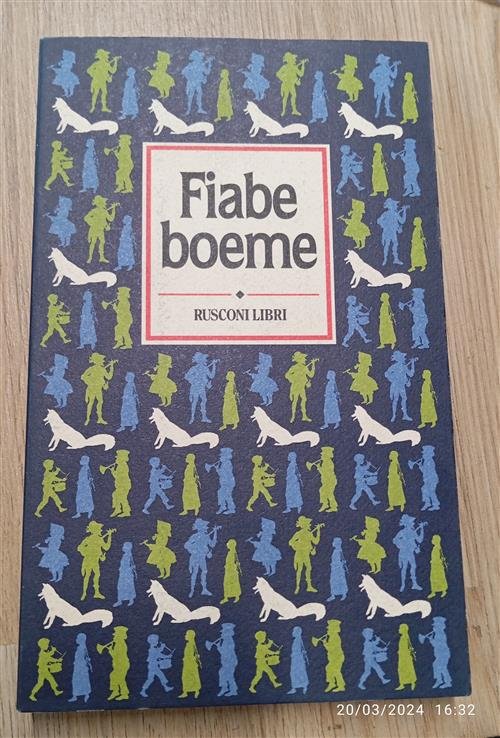 Fiabe
boeme
RUSCONI LIBRI
20/03/2024 16:32